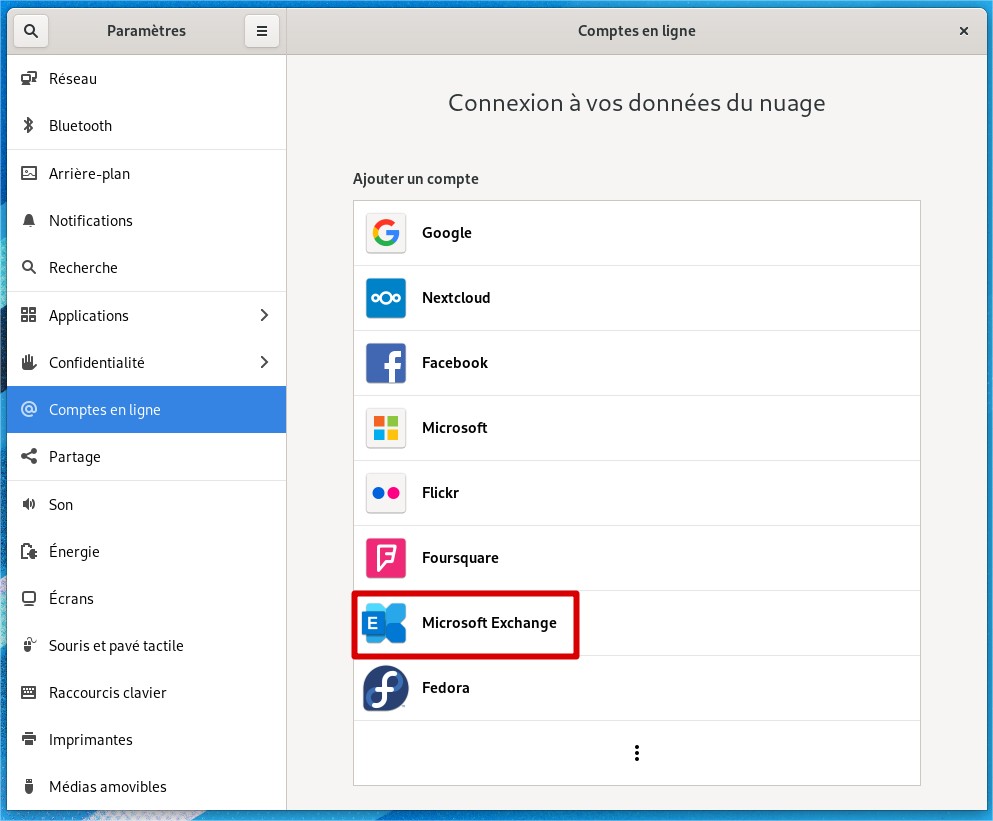 Paramètres
Comptes en ligne
Réseau
Bluetooth
Arrière-plan
Notifications
Recherche
Applications
Confidentialité
Comptes en ligne
Partage
Son
Énergie
Écrans
Souris et pavé tactile
Raccourcis clavier
Imprimantes
Médias amovibles
Connexion à vos données du nuage
Ajouter un compte
Google
Nextcloud
Facebook
Microsoft
Flickr
Foursquare
Microsoft Exchange
Fedora